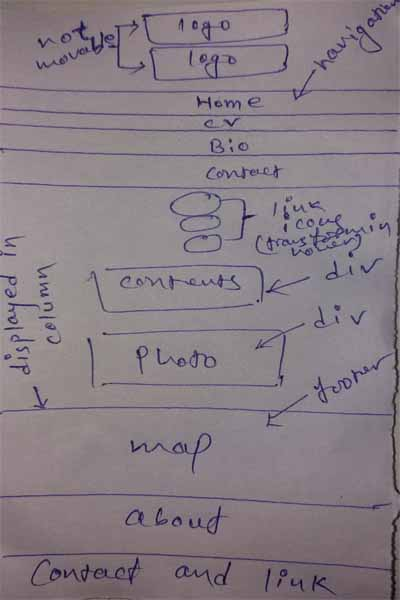 not
movable
logo
logo
navigation
Home
CV
Bio
Contact
link
icons
displayed in
column
contents
div
photo
div
footer
map
about
Contact and link